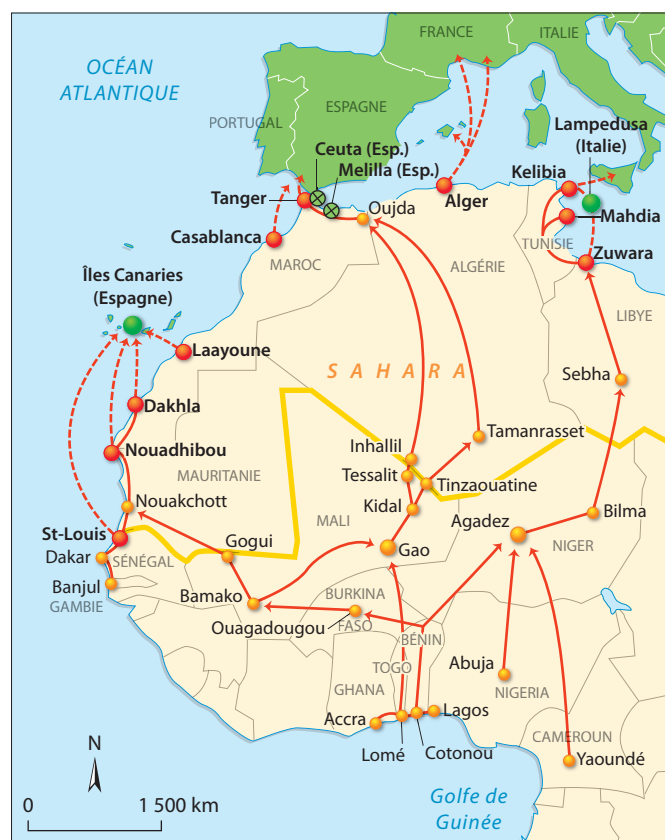 FRANCE
ITALIE
OCÉAN
ATLANTIQUE
PORTUGAL
ESPAGNE
Ceuta (Esp.)
Melilla (Esp.)
Lampedusa
(Italie)
Kelibia
Tanger
Alger
Mahdia
Oujda
Casablanca
TUNISIE
Zuwara
MAROC
ALGÉRIE
Îles Canaries
(Espagne)
LIBYE
Laayoune
SAHARA
Sebha
Dakhla
Tamanrasset
Inhallil
Nouadhibou
Tessalit
Tinzaouatine
MAURITANIE
Nouakchott
Kidal
MALI
Agadez
Bilma
St-Louis
Gogui
Gao
NIGER
Dakar
SÉNÉGAL
Banjul
GAMBIE
Bamako
BURKINA
FASO
Ouagadougou
BÉNIN
TOGO
Abuja
GHANA
NIGERIA
Accra
Lagos
CAMEROUN
Lomé
Cotonou
Yaoundé
N
0 1 500 km
Golfe de
Guinée